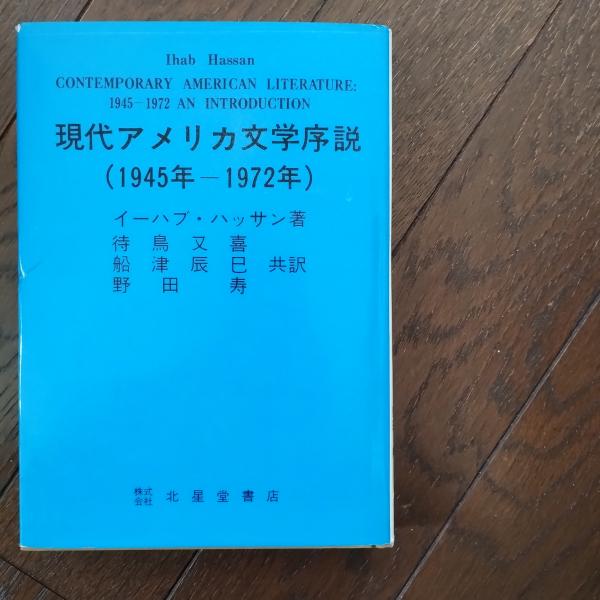 Ihab Hassan
CONTEMPORARY AMERICAN LITERATURE:
1945−1972 AN INTRODUCTION
現代アメリカ文学序説
(1945年−1972年)
イーハブ・ハッサン著
待鳥又喜
船津辰巳 共訳
野田寿
株式会社 北星堂書店